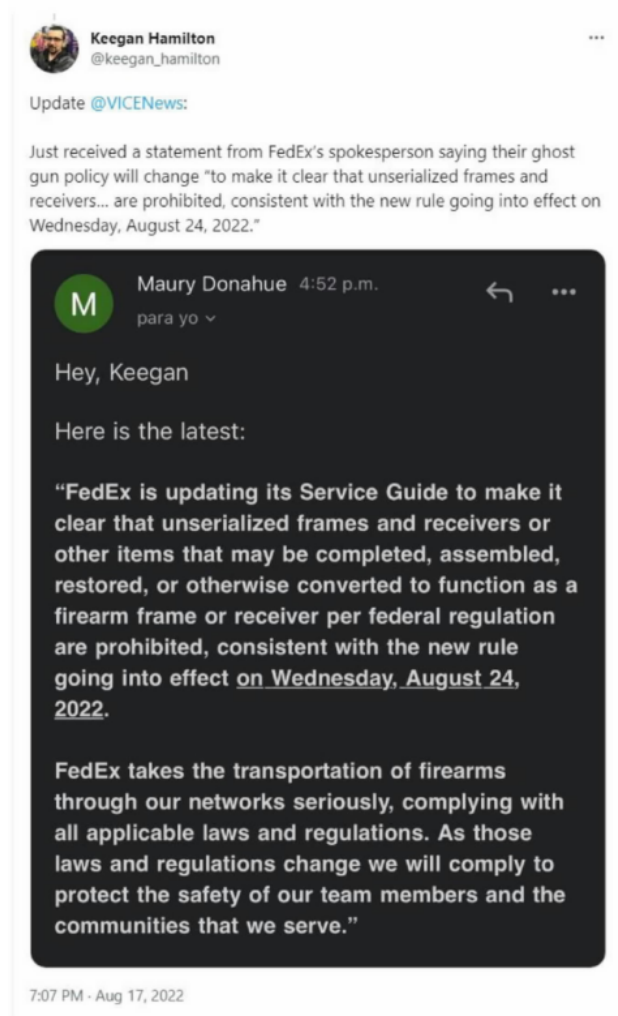 Keegan Hamilton
@keegan_hamilton
Update @VICENews:
Just received a statement from FedEx's spokesperson saying their ghost
gun policy will change "to make it clear that unserialized frames and
receivers... are prohibited, consistent with the new rule going into effect on
Wednesday, August 24, 2022."
M
Maury Donahue 4:52 p.m.
para yo
Hey, Keegan
Here is the latest:
“FedEx is updating its Service Guide to make it
clear that unserialized frames and receivers or
other items that may be completed, assembled,
restored, or otherwise converted to function as a
firearm frame or receiver per federal regulation
are prohibited, consistent with the new rule
going into effect on Wednesday, August 24,
2022.
FedEx takes the transportation of firearms
through our networks seriously, complying with
all applicable laws and regulations. As those
laws and regulations change we will comply to
protect the safety of our team members and the
communities that we serve.”
7:07 PM · Aug 17, 2022